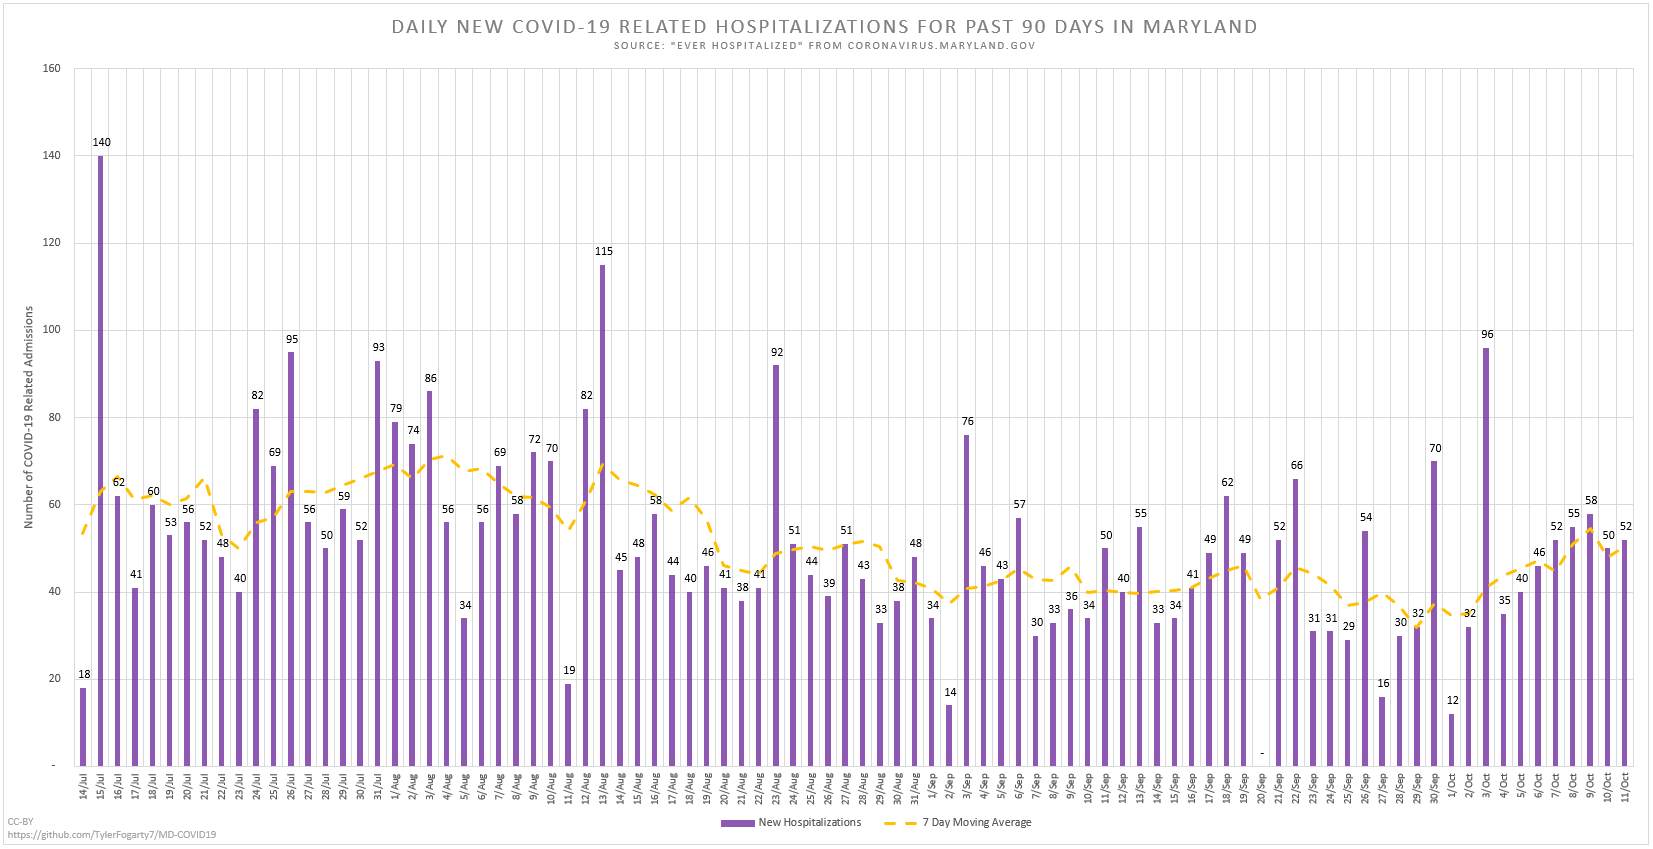 DAILY NEW COVID-19 RELATED HOSPITALIZATIONS FOR PAST 90 DAYS IN MARYLAND
SOURCE: "EVER HOSPITALIZED" FROM CORONAVIRUS.MARYLAND.GOV
Number of COVID-19 Related Admissions
160
140
120
100
80
60
40
20
-
18 140 62 41 60 53 56 52 48 40 82 69 95 56 50 59 52 93 79 74 86 56 34 56 69 58 72 70 19 82 115 45 48 58 44 40 46 41 38 41 92 51 44 39 51 43 33 38 48 34 14 76 46 43 57 30 33 36 34 50 40 55 33 34 41 49 62 49 - 52 66 31 31 29 54 16 30 32 70 12 32 96 35 40 46 52 55 58 50 52
14/Jul 15/Jul 16/Jul 17/Jul 18/Jul 19/Jul 20/Jul 21/Jul 22/Jul 23/Jul 24/Jul 25/Jul 26/Jul 27/Jul 28/Jul 29/Jul 30/Jul 31/Jul 1/Aug 2/Aug 3/Aug 4/Aug 5/Aug 6/Aug 7/Aug 8/Aug 9/Aug 10/Aug 11/Aug 12/Aug 13/Aug 14/Aug 15/Aug 16/Aug 17/Aug 18/Aug 19/Aug 20/Aug 21/Aug 22/Aug 23/Aug 24/Aug 25/Aug 26/Aug 27/Aug 28/Aug 29/Aug 30/Aug 31/Aug 1/Sep 2/Sep 3/Sep 4/Sep 5/Sep 6/Sep 7/Sep 8/Sep 9/Sep 10/Sep 11/Sep 12/Sep 13/Sep 14/Sep 15/Sep 16/Sep 17/Sep 18/Sep 19/Sep 20/Sep 21/Sep 22/Sep 23/Sep 24/Sep 25/Sep 26/Sep 27/Sep 28/Sep 29/Sep 30/Sep 1/Oct 2/Oct 3/Oct 4/Oct 5/Oct 6/Oct 7/Oct 8/Oct 9/Oct 10/Oct 11/Oct
New Hospitalizations 7 Day Moving Average
CC-BY
https://github.com/TylerFogarty7/MD-COVID19